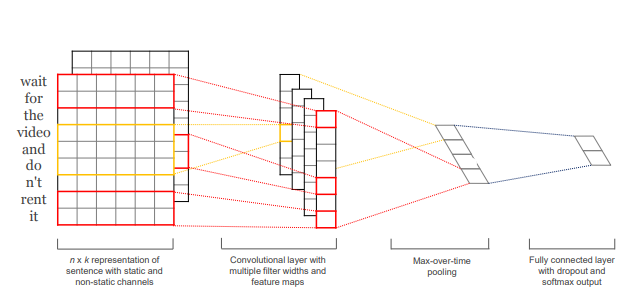 wait
for
the
video
and
do
n't
rent
it
n x k representation of
sentence with static and
non-static channels
Convolutional layer with
multiple filter widths and
feature maps
Max-over-time
pooling
Fully connected layer
with dropout and
softmax output